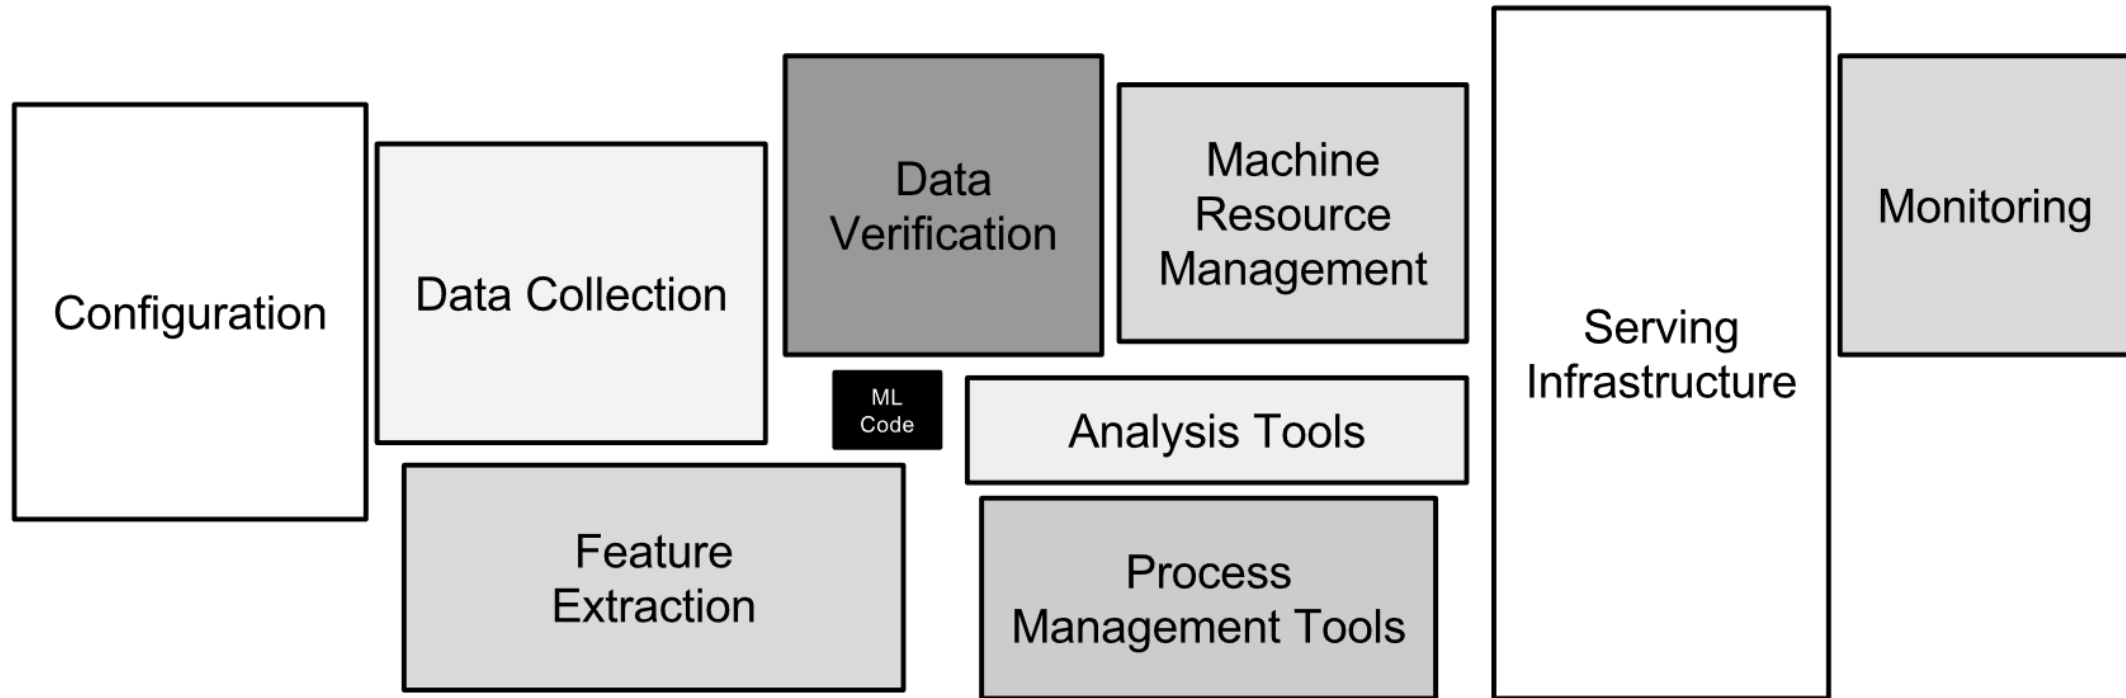 Configuration
Data Collection
Feature
Extraction
Data
Verification
ML
Code
Machine
Resource
Management
Analysis Tools
Process
Management Tools
Serving
Infrastructure
Monitoring